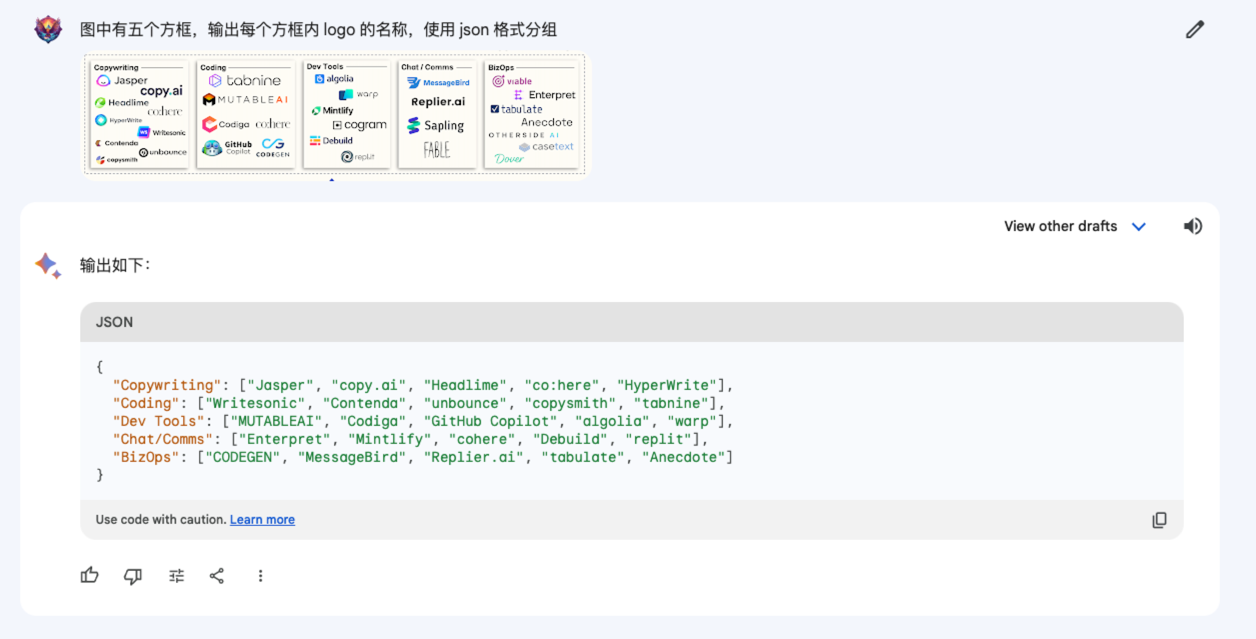 图中有五个方框，输出每个方框内 logo 的名称，使用 json 格式分组
Copywriting
Jasper
copy.ai
Headlime
co:here
HyperWrite
Writesonic
Contenda
unbounce
copysmith
Coding
tabnine
MUTABLEAI
Codiga
co:here
GitHub
Copilot
CODEGEN
Dev Tools
algolia
warp
Mintlify
cogram
Debuild
replit
Chat / Comms
MessageBird
Replier.ai
Sapling
FABLE
BizOps
viable
Enterpret
tabulate
Anecdote
OTHERSIDE AI
casetext
Dover
View other drafts
输出如下：
JSON
{
"Copywriting": ["Jasper", "copy.ai", "Headlime", "co:here", "HyperWrite"],
"Coding": ["Writesonic", "Contenda", "unbounce", "copysmith", "tabnine"],
"Dev Tools": ["MUTABLEAI", "Codiga", "GitHub Copilot", "algolia", "warp"],
"Chat/Comms": ["Enterpret", "Mintlify", "cohere", "Debuild", "replit"],
"BizOps": ["CODEGEN", "MessageBird", "Replier.ai", "tabulate", "Anecdote"]
}
Use code with caution. Learn more